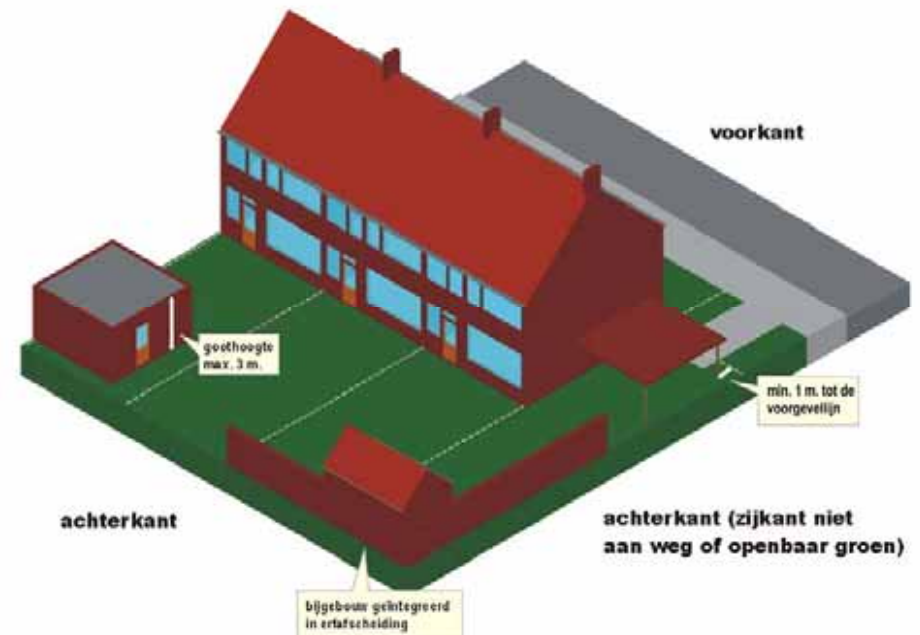 voorkant
goothoogte
max. 3 m.
min. 1 m. tot de
voorgevellijn
achterkant
achterkant (zijkant niet
aan weg of openbaar groen)
bijgebouw geïntegreerd
in erfafscheiding